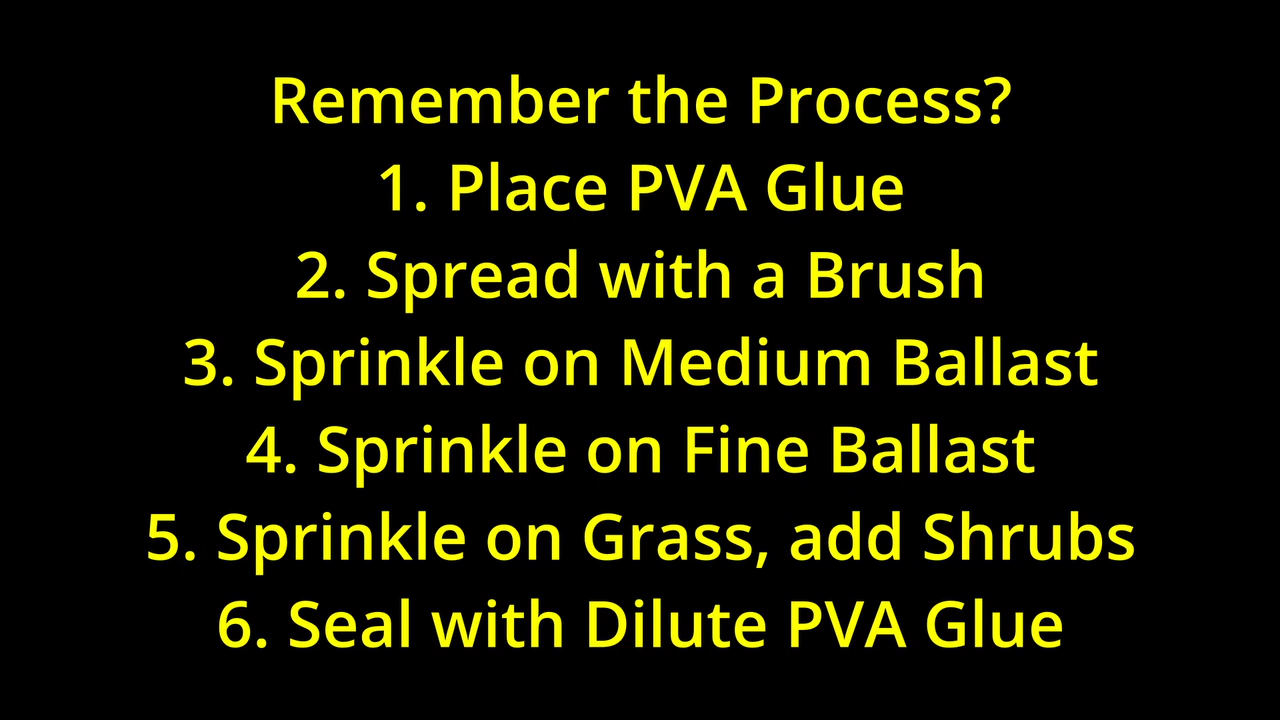 Remember the Process?
1. Place PVA Glue
2. Spread with a Brush
3. Sprinkle on Medium Ballast
4. Sprinkle on Fine Ballast
5. Sprinkle on Grass, add Shrubs
6. Seal with Dilute PVA Glue